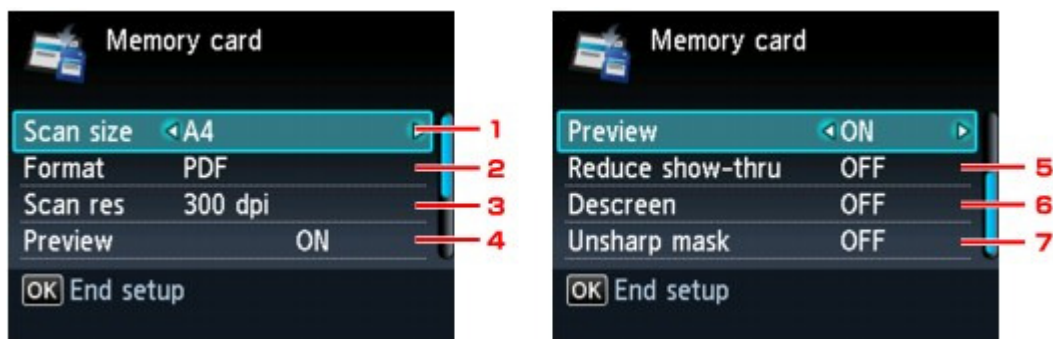 Memory card
Scan size A4 1
Format PDF 2
Scan res 300 dpi 3
Preview ON 4
OK End setup
Memory card
Preview ON
Reduce show-thru OFF 5
Descreen OFF 6
Unsharp mask OFF 7
OK End setup